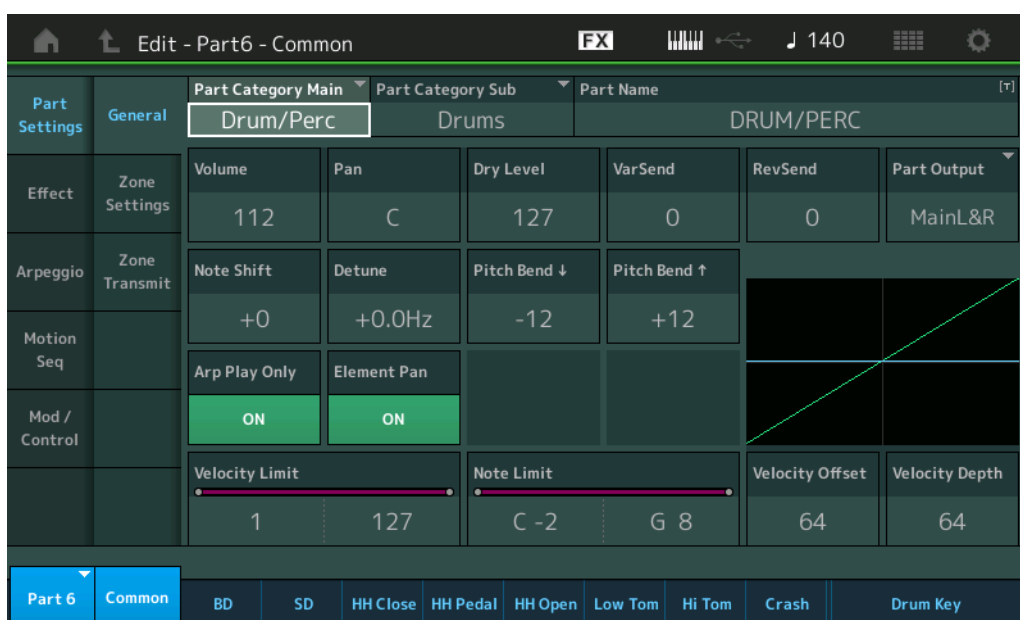 Edit - Part6 - Common FX ♩ 140
Part Settings
Effect
Arpeggio
Motion Seq
Mod / Control
General
Zone Settings
Zone Transmit
Part Category Main Part Category Sub Part Name [T]
Drum/Perc Drums DRUM/PERC
Volume Pan Dry Level VarSend RevSend Part Output
112 C 127 0 0 MainL&R
Note Shift Detune Pitch Bend ↓ Pitch Bend ↑
+0 +0.0Hz -12 +12
Arp Play Only Element Pan
ON ON
Velocity Limit Note Limit Velocity Offset Velocity Depth
1 127 C -2 G 8 64 64
Part 6 Common BD SD HH Close HH Pedal HH Open Low Tom Hi Tom Crash Drum Key